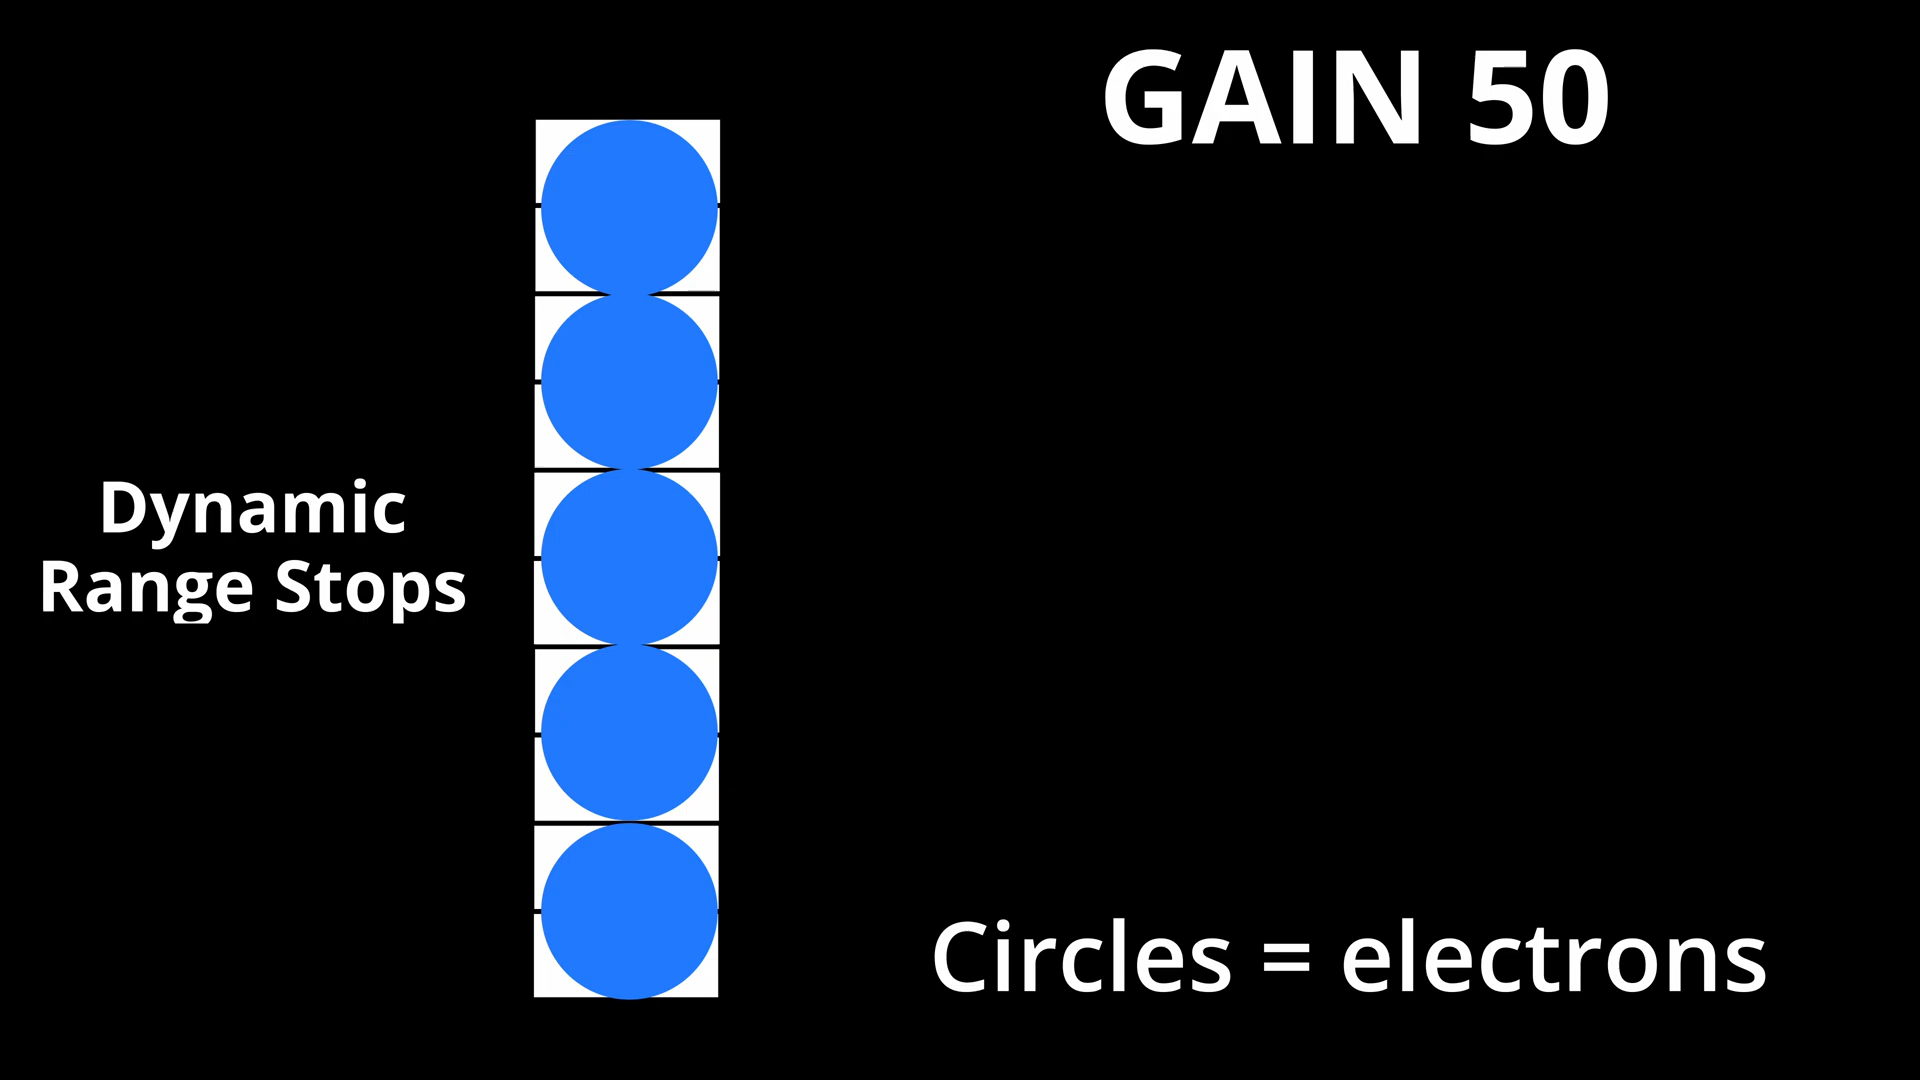 GAIN 50
Dynamic
Range Stops
Circles = electrons